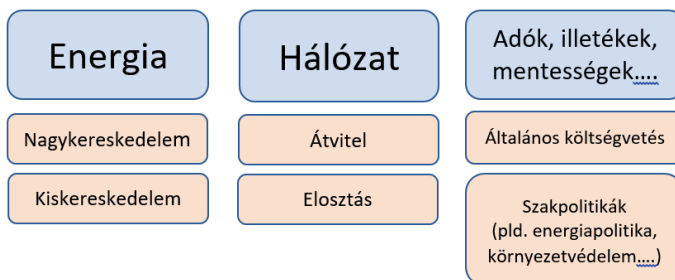 Energia
Nagykereskedelem
Kiskereskedelem
Hálózat
Átvitel
Elosztás
Adók, illetékek,
mentességek….
Általános költségvetés
Szakpolitikák
(pld. energiapolitika,
környezetvédelem….)